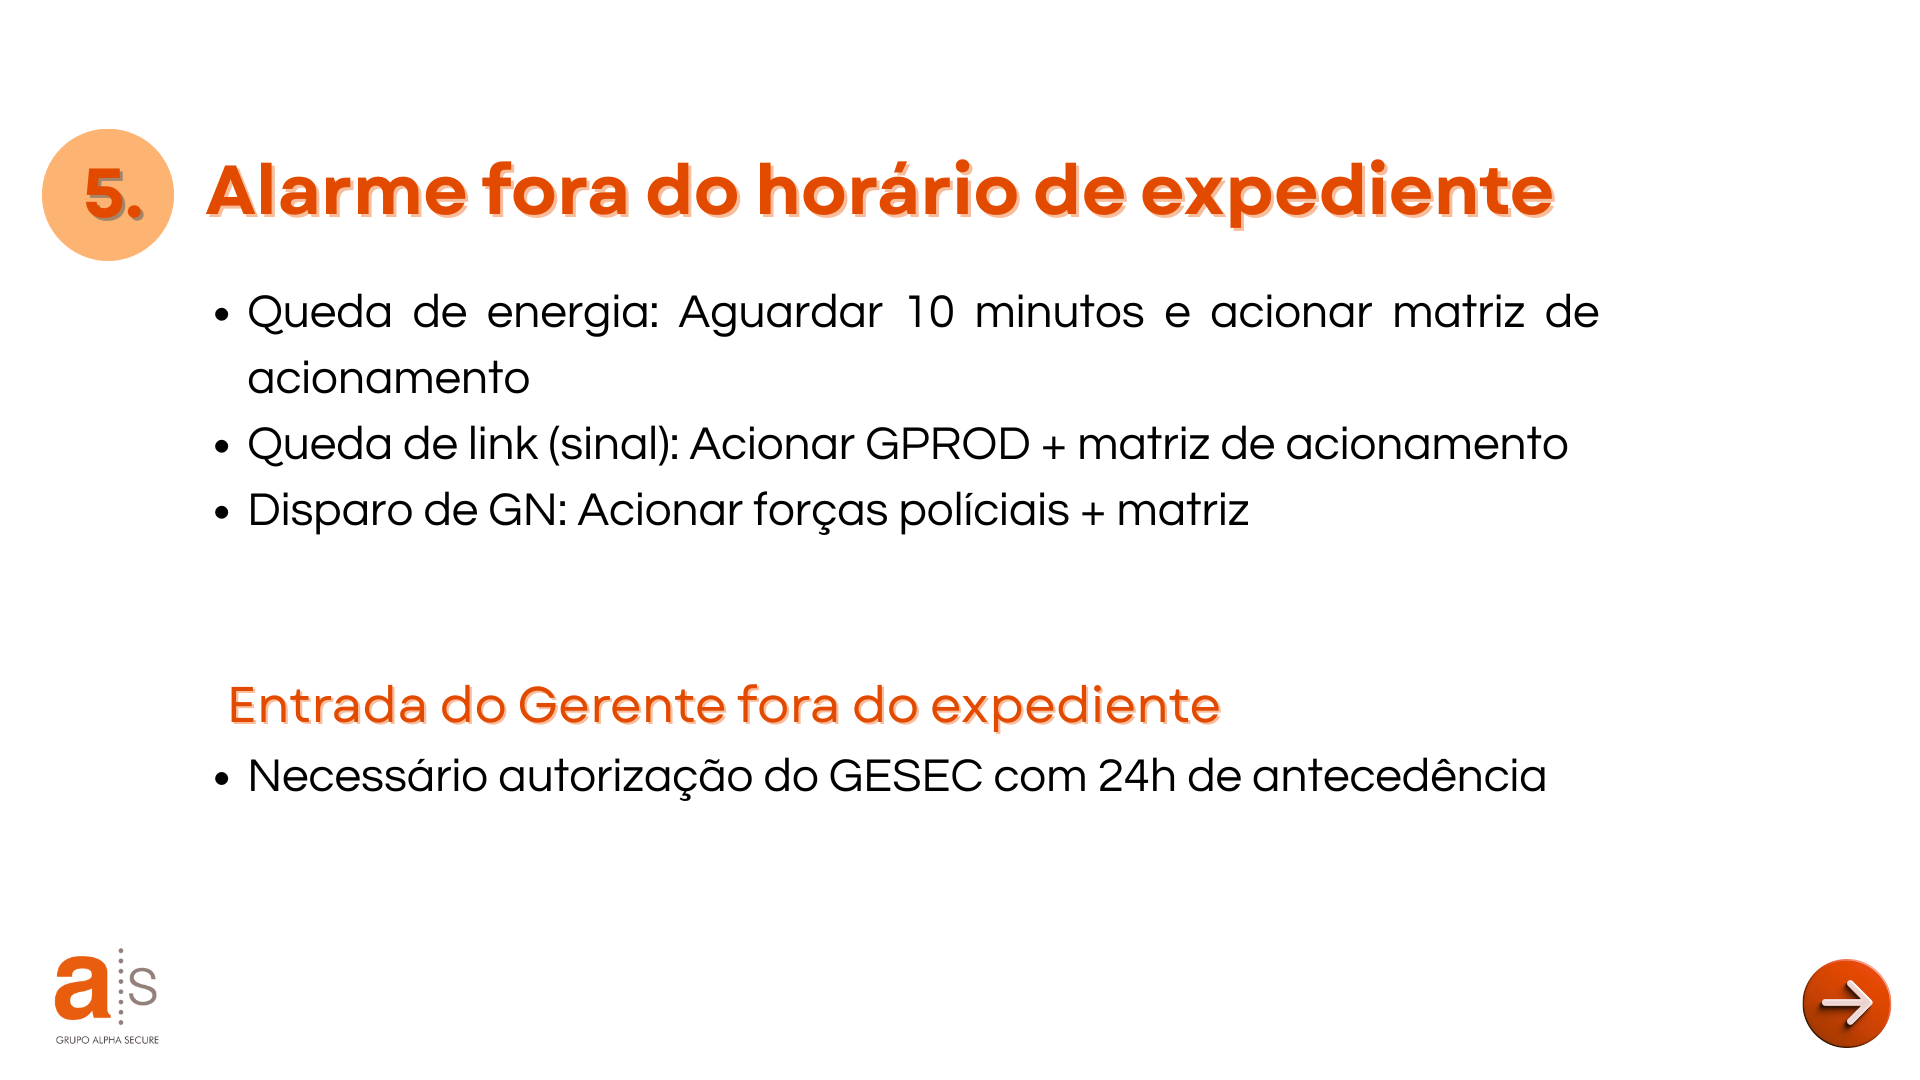 5. Alarme fora do horário de expediente
• Queda de energia: Aguardar 10 minutos e acionar matriz de
acionamento
• Queda de link (sinal): Acionar GPROD + matriz de acionamento
• Disparo de GN: Acionar forças políciais + matriz
Entrada do Gerente fora do expediente
• Necessário autorização do GESEC com 24h de antecedência
a s
GRUPO ALPHA SECURE